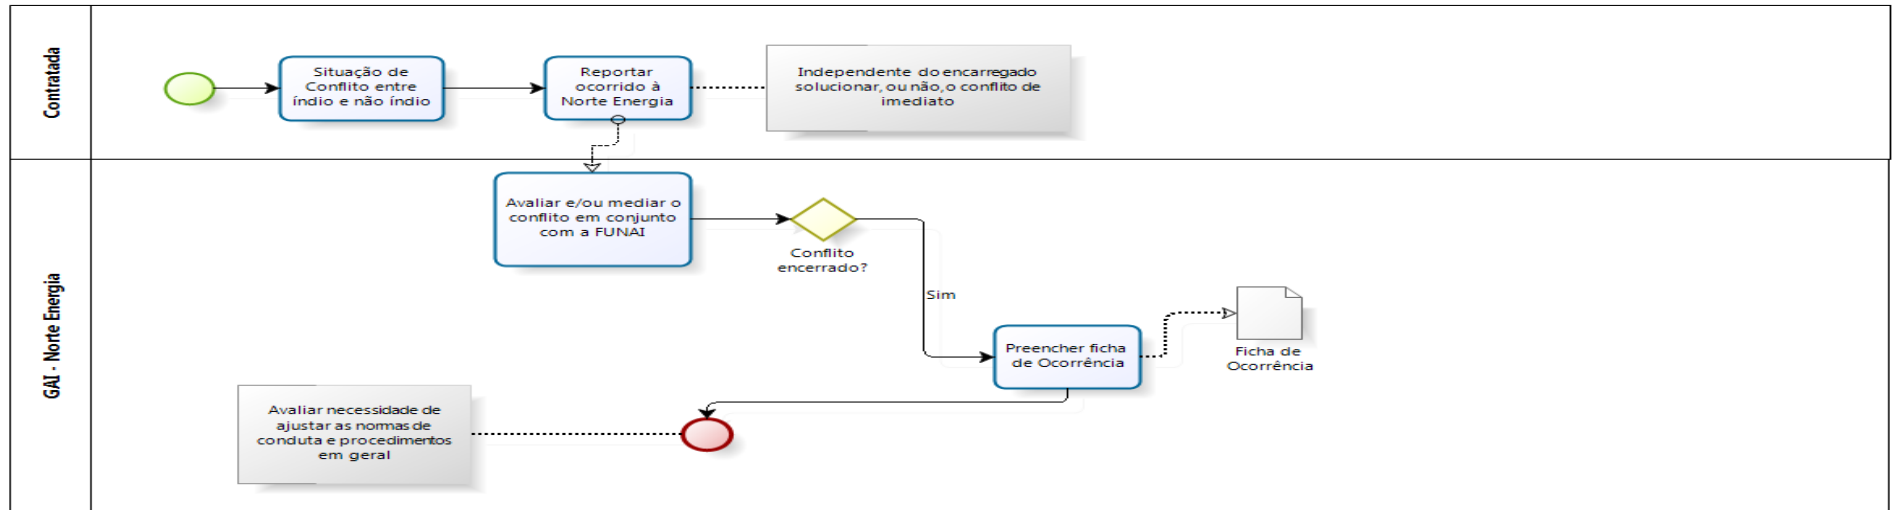 Contratada
Situação de
Conflito entre
índio e não índio
Reportar
ocorrido à
Norte Energia
Independente do encarregado
solucionar, ou não, o conflito de
imediato
GAI - Norte Energia
Avaliar e/ou mediar o
conflito em conjunto
com a FUNAI
Conflito
encerrado?
Sim
Preencher ficha
de Ocorrência
Ficha de
Ocorrência
Avaliar necessidade de
ajustar as normas de
conduta e procedimentos
em geral